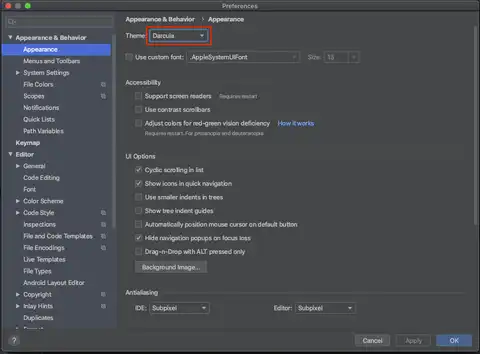 Preferences
Appearance & Behavior › Appearance
Appearance & Behavior
Appearance
Menus and Toolbars
System Settings
File Colors
Scopes
Notifications
Quick Lists
Path Variables
Keymap
Editor
General
Code Editing
Font
Color Scheme
Code Style
Inspections
File and Code Templates
File Encodings
Live Templates
File Types
Android Layout Editor
Copyright
Inlay Hints
Duplicates
Theme: Darcula
Use custom font: .AppleSystemUIFont Size: 13
Accessibility
Support screen readers Requires restart
Use contrast scrollbars
Adjust colors for red-green vision deficiency How it works
Requires restart. For protanopia and deuteranopia.
UI Options
Cyclic scrolling in list
Show icons in quick navigation
Use smaller indents in trees
Show tree indent guides
Automatically position mouse cursor on default button
Hide navigation popups on focus loss
Drag-n-Drop with ALT pressed only
Background Image...
Antialiasing
IDE: Subpixel Editor: Subpixel
Cancel Apply OK